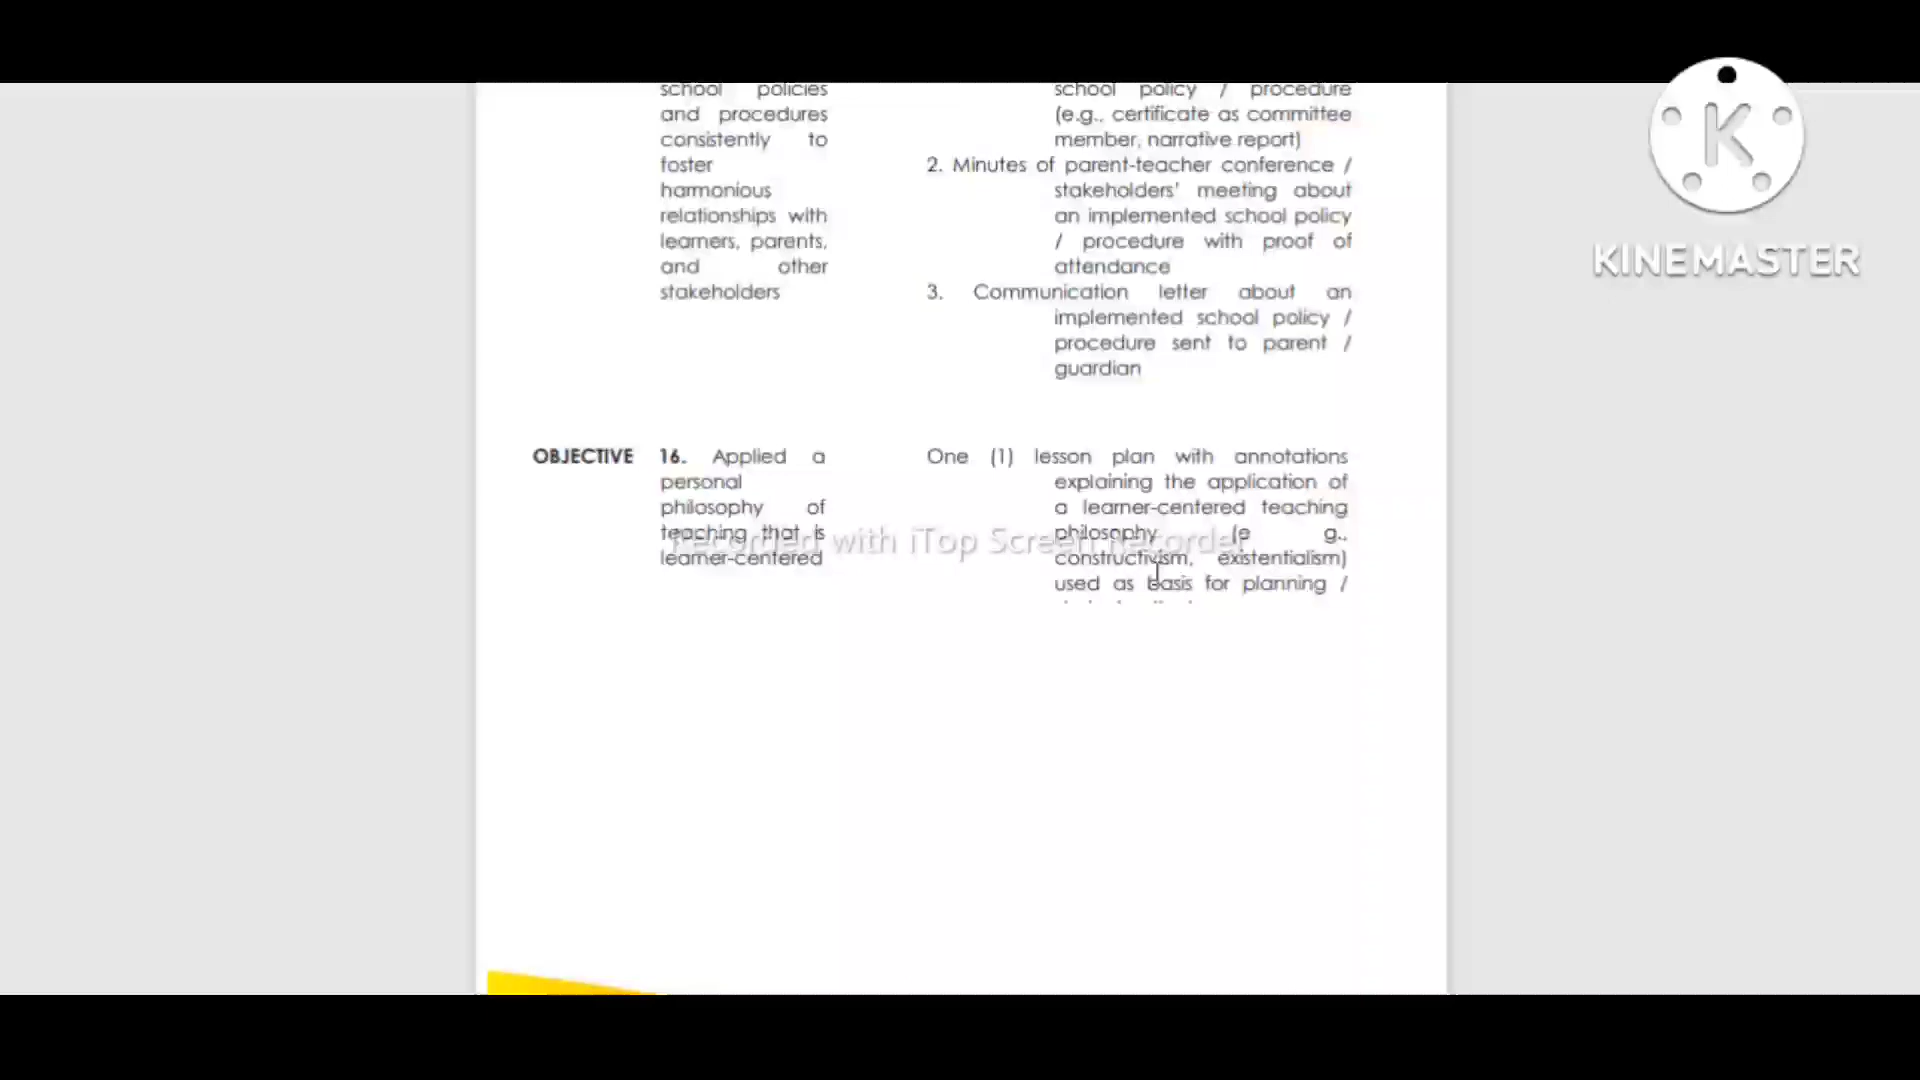 school policies
and procedures
consistently to
foster
harmonious
relationships with
learners, parents,
and other
stakeholders
school policy / procedure
(e.g., certificate as committee
member, narrative report)
2. Minutes of parent-teacher conference /
stakeholders' meeting about
an implemented school policy
/ procedure with proof of
attendance
3. Communication letter about an
implemented school policy /
procedure sent to parent /
guardian
OBJECTIVE 16. Applied a
personal
philosophy of
teaching that is
learner-centered
One (1) lesson plan with annotations
explaining the application of
a learner-centered teaching
philosophy (e g.,
constructivism, existentialism)
used as basis for planning /
Recorded with iTop Screen Recorder
K
KINEMASTER